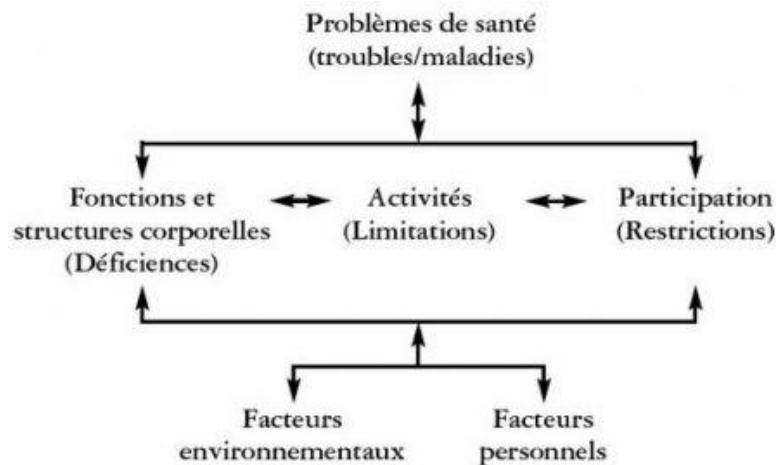 Problèmes de santé
(troubles/maladies)
Fonctions et
structures corporelles
(Déficiences)
Activités
(Limitations)
Participation
(Restrictions)
Facteurs
environnementaux
Facteurs
personnels